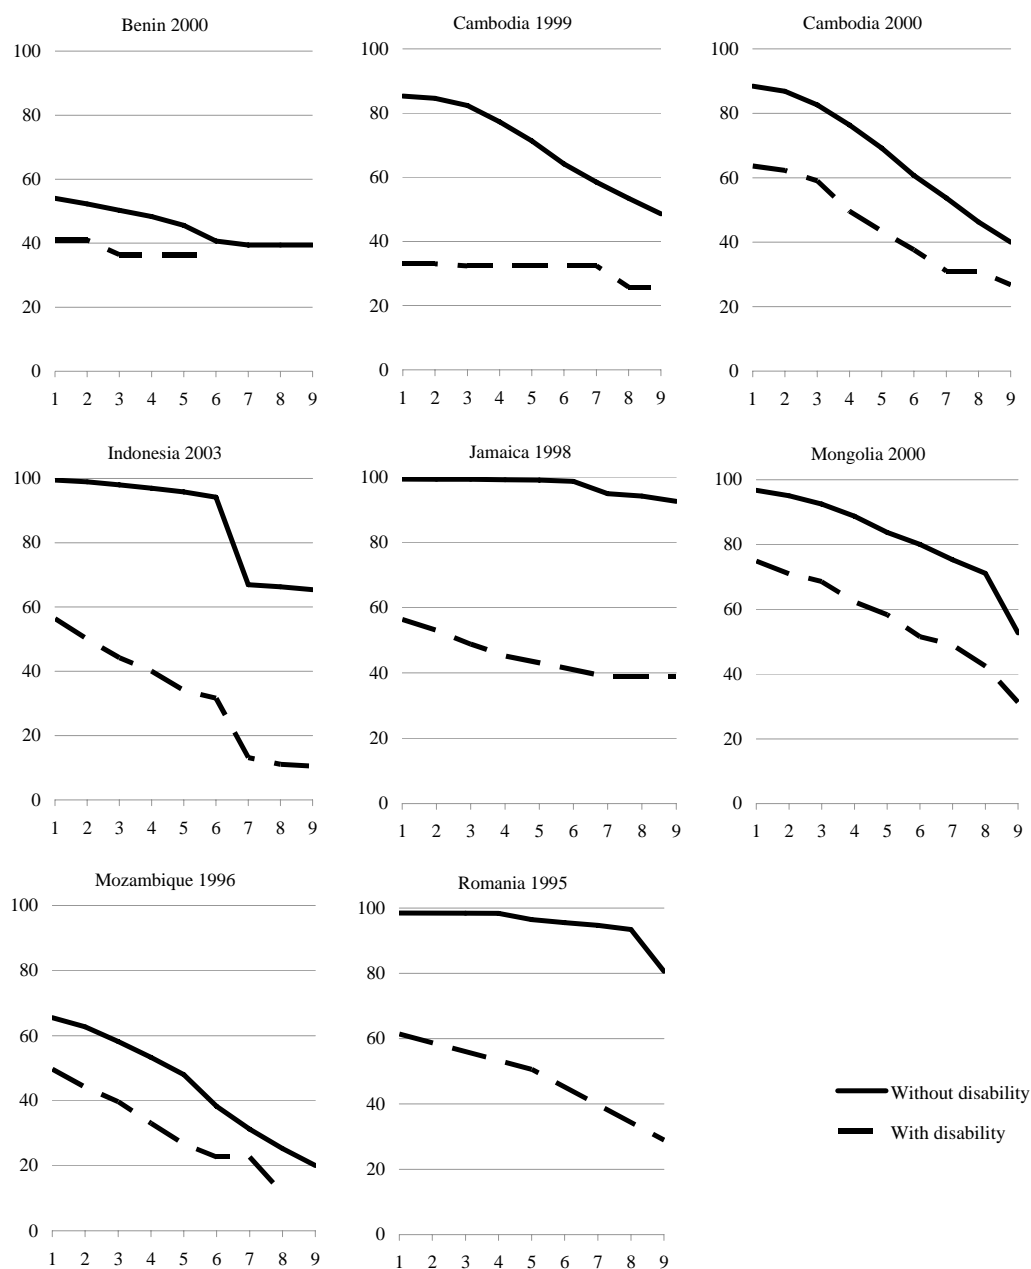 Benin 2000
100
80
60
40
20
0
1 2 3 4 5 6 7 8 9
Cambodia 1999
100
80
60
40
20
0
1 2 3 4 5 6 7 8 9
Cambodia 2000
100
80
60
40
20
0
1 2 3 4 5 6 7 8 9
Indonesia 2003
100
80
60
40
20
0
1 2 3 4 5 6 7 8 9
Jamaica 1998
100
80
60
40
20
0
1 2 3 4 5 6 7 8 9
Mongolia 2000
100
80
60
40
20
0
1 2 3 4 5 6 7 8 9
Mozambique 1996
100
80
60
40
20
0
1 2 3 4 5 6 7 8 9
Romania 1995
100
80
60
40
20
0
1 2 3 4 5 6 7 8 9
Without disability
With disability